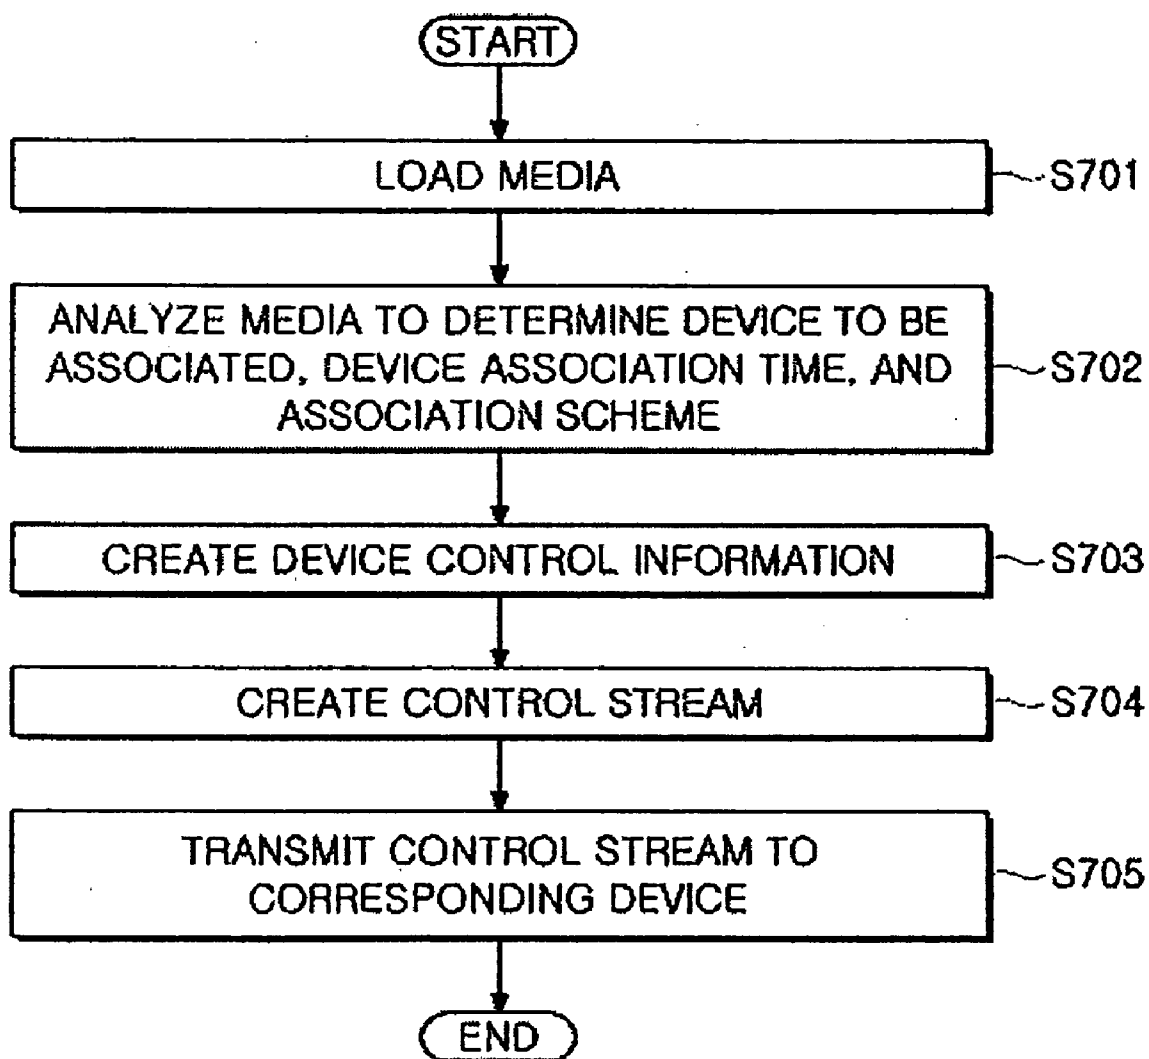 START
LOAD MEDIA
S701
ANALYZE MEDIA TO DETERMINE DEVICE TO BE
ASSOCIATED, DEVICE ASSOCIATION TIME, AND
ASSOCIATION SCHEME
S702
CREATE DEVICE CONTROL INFORMATION
S703
CREATE CONTROL STREAM
S704
TRANSMIT CONTROL STREAM TO
CORRESPONDING DEVICE
S705
END